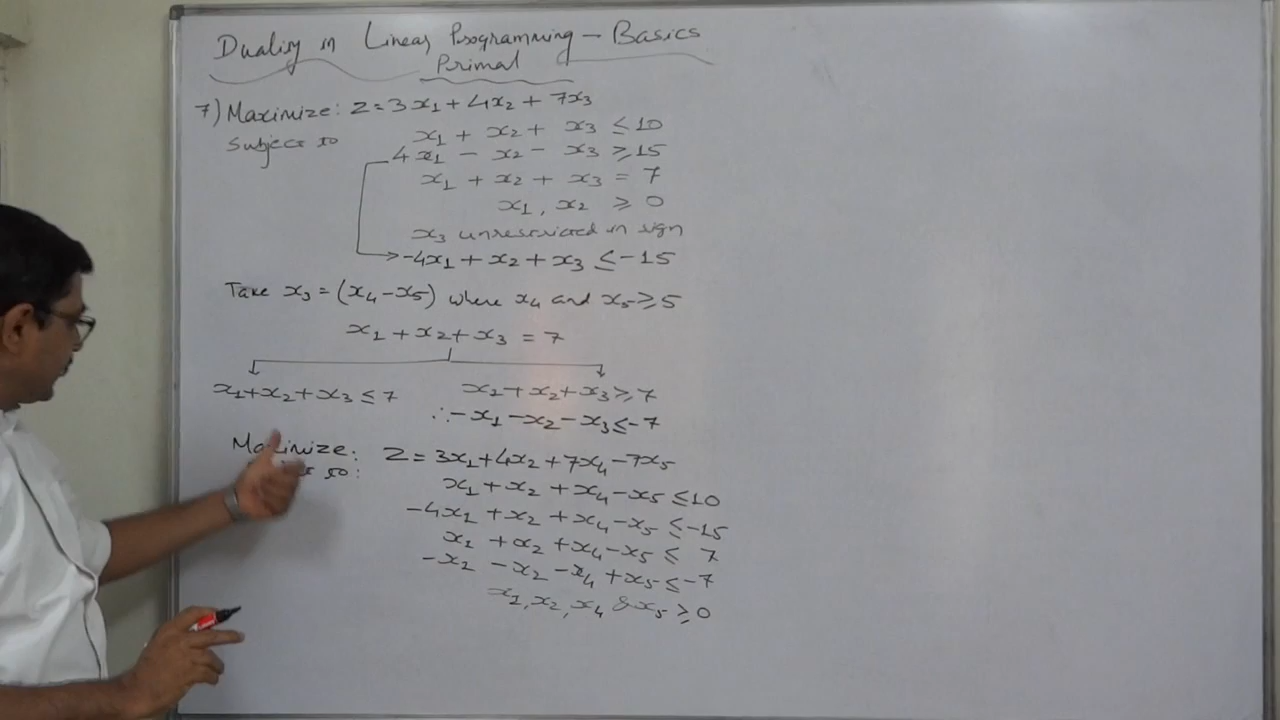 Duality in Linear Programming - Basics
Primal
7) Maximize: Z = 3x₁ + 4x₂ + 7x₃
Subject to
x₁ + x₂ + x₃ ≤ 10
4x₁ - x₂ - x₃ ≥ 15
x₁ + x₂ + x₃ = 7
x₁, x₂ ≥ 0
x₃ unrestricted in sign
-4x₁ + x₂ + x₃ ≤ -15
Take x₃ = (x₄ - x₅) where x₄ and x₅ ≥ 5
x₁ + x₂ + x₃ = 7
x₁ + x₂ + x₃ ≤ 7
x₁ + x₂ + x₃ ≥ 7
∴ -x₁ - x₂ - x₃ ≤ -7
Maximize: Z = 3x₁ + 4x₂ + 7x₄ - 7x₅
to:
x₁ + x₂ + x₄ - x₅ ≤ 10
-4x₁ + x₂ + x₄ - x₅ ≤ -15
x₁ + x₂ + x₄ - x₅ ≤ 7
-x₁ - x₂ - x₄ + x₅ ≤ -7
x₁, x₂, x₄ & x₅ ≥ 0